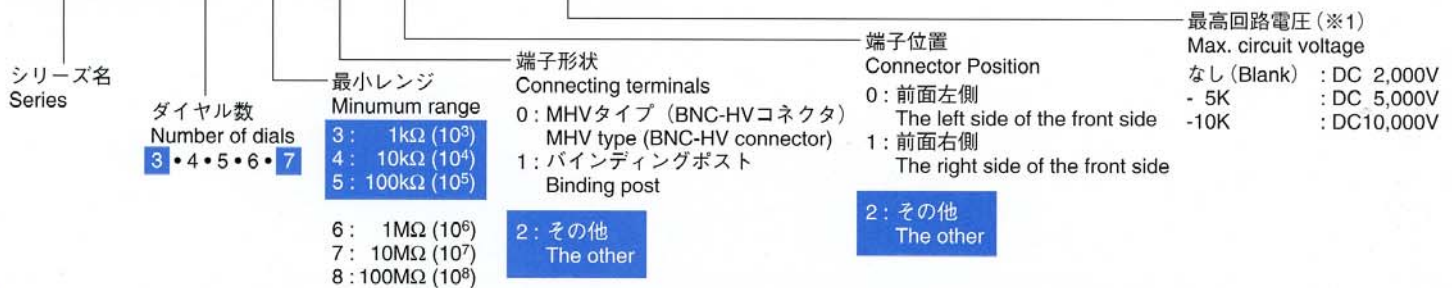 シリーズ名
Series
ダイヤル数
Number of dials
3・4・5・6・7
最小レンジ
Minumum range
3 : 1kΩ (10³)
4 : 10kΩ (10⁴)
5 : 100kΩ (10⁵)
6 : 1MΩ (10⁶)
7 : 10MΩ (10⁷)
8 : 100MΩ (10⁸)
端子形状
Connecting terminals
0 : MHVタイプ (BNC-HVコネクタ)
MHV type (BNC-HV connector)
1 : バインディングポスト
Binding post
2 : その他
The other
端子位置
Connector Position
0 : 前面左側
The left side of the front side
1 : 前面右側
The right side of the front side
2 : その他
The other
最高回路電圧 (※1)
Max. circuit voltage
なし (Blank) : DC 2,000V
- 5K : DC 5,000V
-10K : DC10,000V